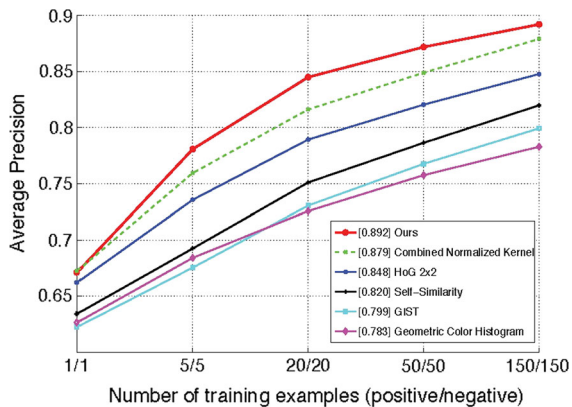 0.9
0.85
0.8
0.75
0.7
0.65
Average Precision
[0.892] Ours
[0.879] Combined Normalized Kernel
[0.848] HoG 2x2
[0.820] Self-Similarity
[0.799] GIST
[0.783] Geometric Color Histogram
1/1 5/5 20/20 50/50 150/150
Number of training examples (positive/negative)